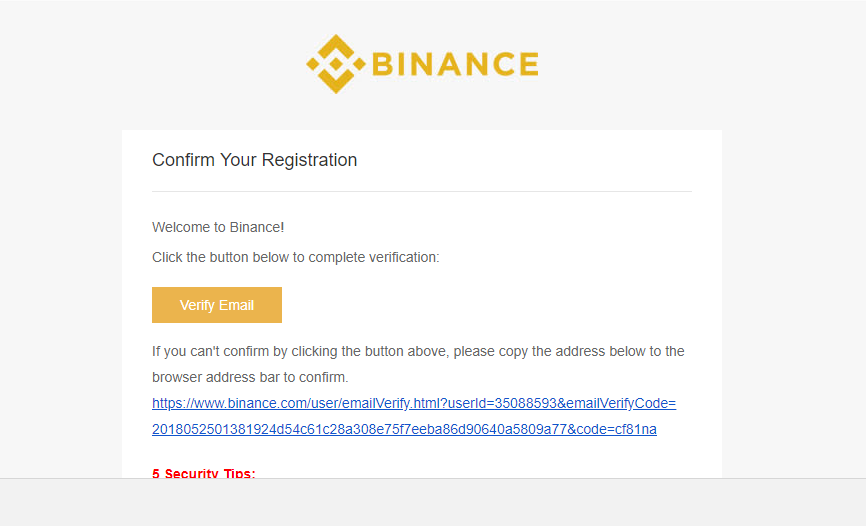 BINANCE
Confirm Your Registration
Welcome to Binance!
Click the button below to complete verification:
Verify Email
If you can't confirm by clicking the button above, please copy the address below to the
browser address bar to confirm.
https://www.binance.com/user/emailVerify.html?userId=35088593&emailVerifyCode=
2018052501381924d54c61c28a308e75f7eeba86d90640a5809a77&code=cf81na
5 Security Tips: